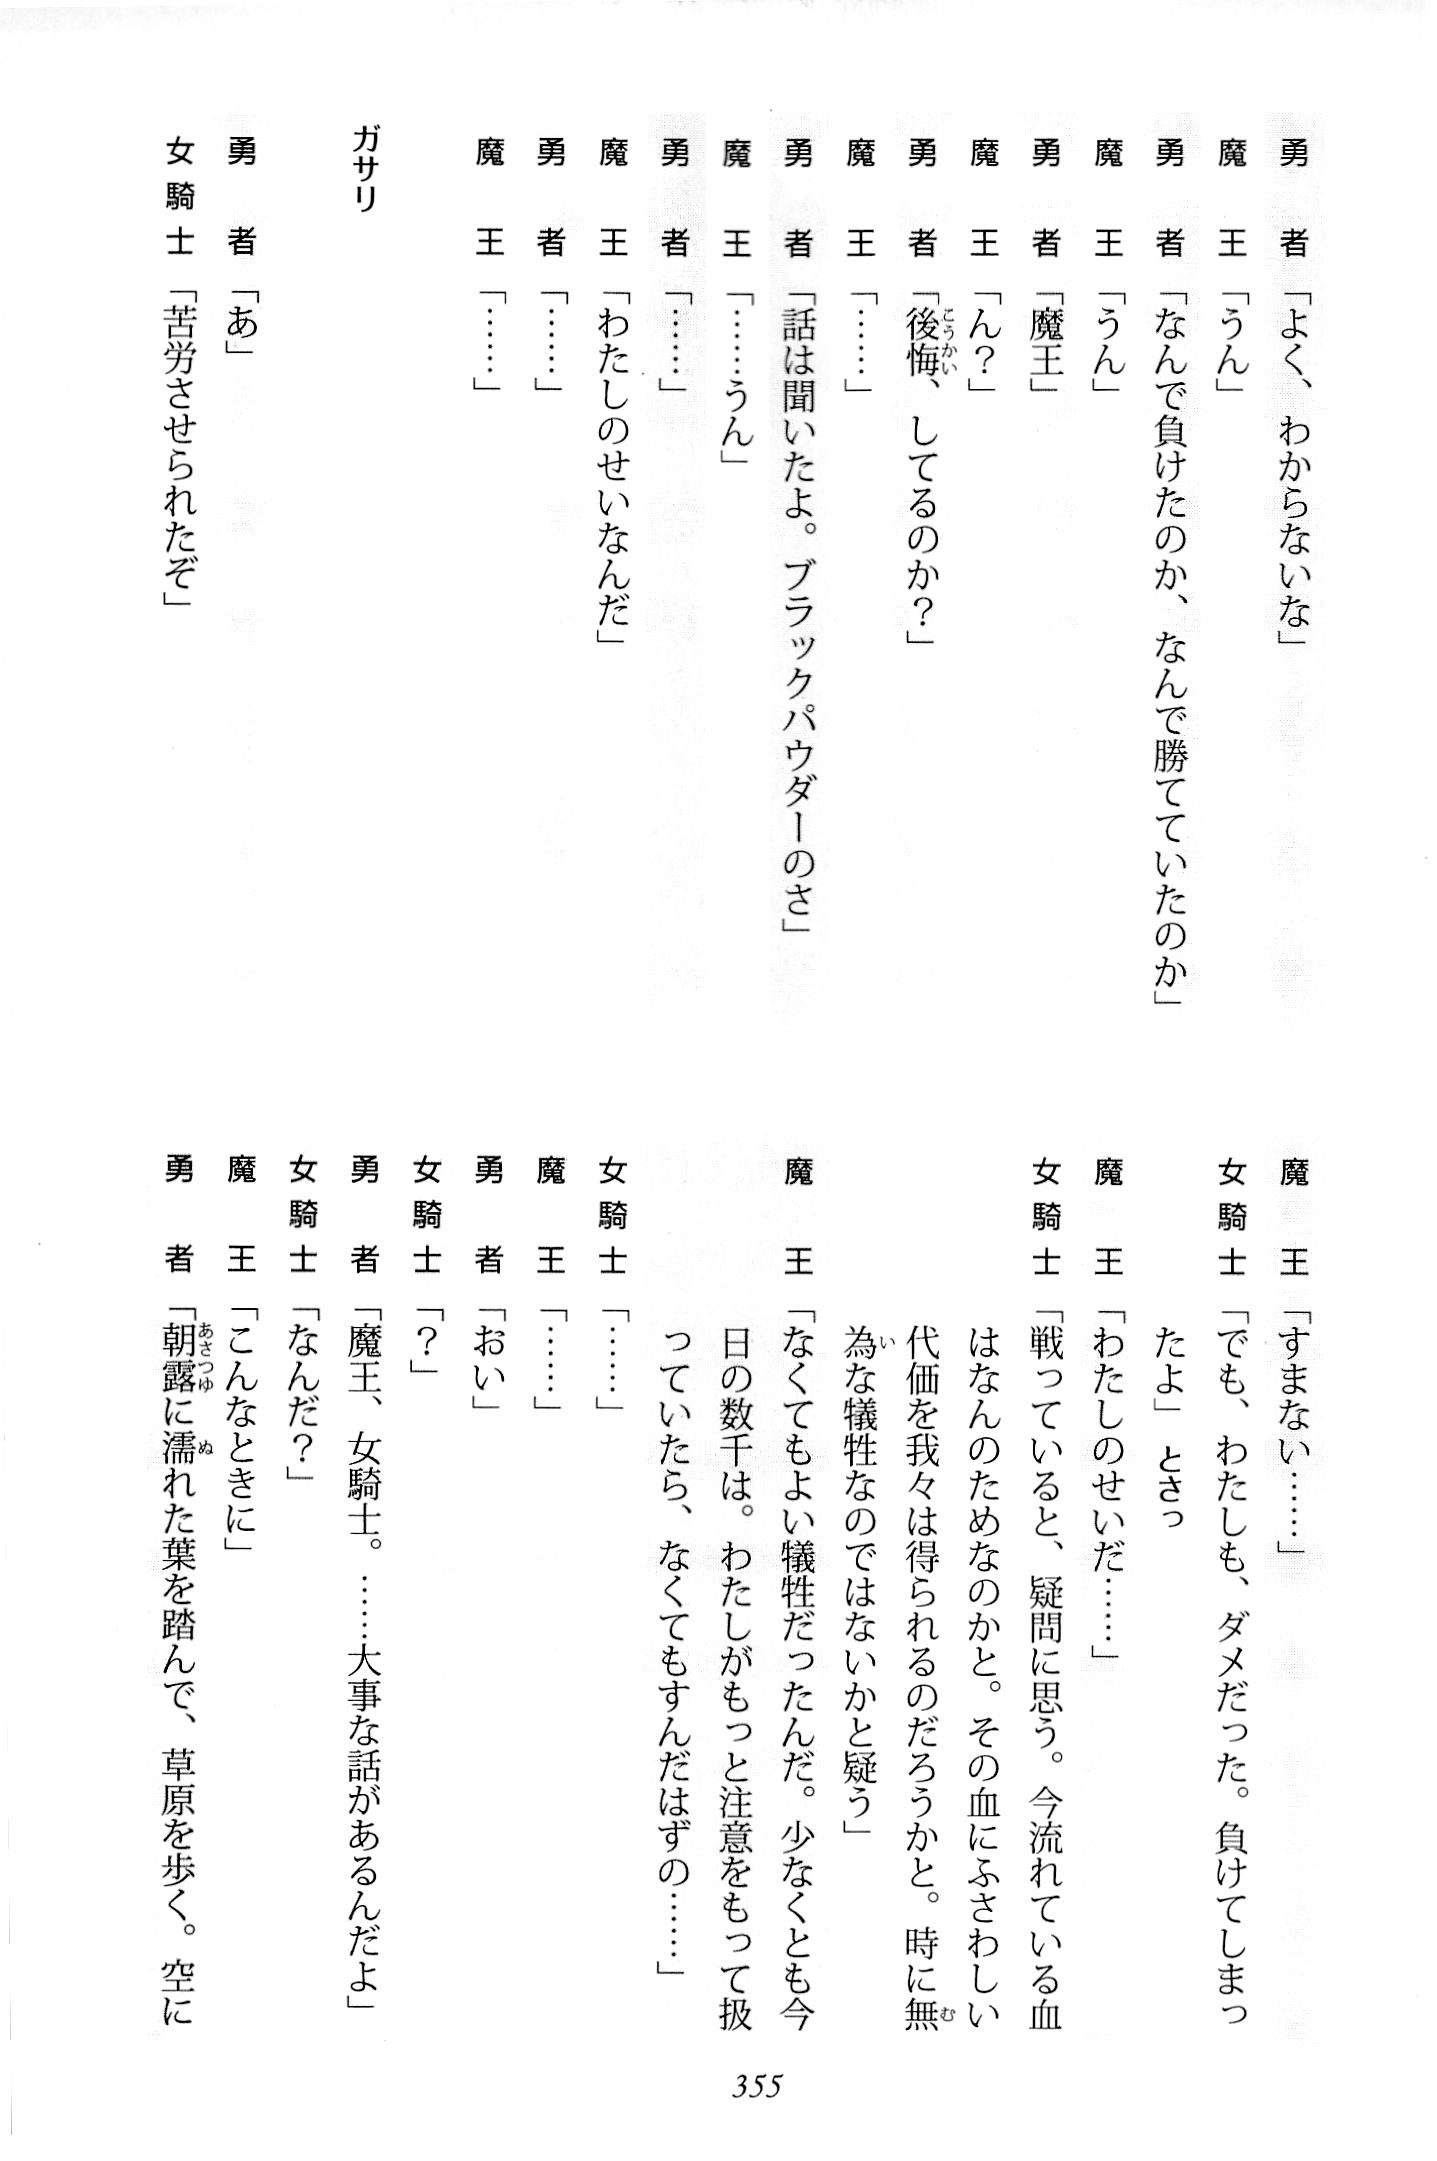 勇者「よく、わからないな」
魔王「うん」
勇者「なんで負けたのか、なんで勝てていたのか」
魔王「うん」
勇者「魔王」
魔王「ん？」
勇者「後悔、してるのか？」
魔王「……」
勇者「話は聞いたよ。ブラックパウダーのさ」
魔王「……うん」
勇者「……」
魔王「わたしのせいなんだ」
勇者「……」
魔王「……」
ガサリ
勇者「あ」
女騎士「苦労させられたぞ」
魔王「すまない……」
女騎士「でも、わたしも、ダメだった。負けてしまっ
たよ」とさっ
魔王「わたしのせいだ……」
女騎士「戦っていると、疑問に思う。今流れている血
はなんのためなのかと。その血にふさわしい
代価を我々は得られるのだろうかと。時に無
為な犠牲なのではないかと疑う」
魔王「なくてもよい犠牲だったんだ。少なくとも今
日の数千は。わたしがもっと注意をもって扱
っていたら、なくてもすんだはずの……」
女騎士「……」
魔王「……」
勇者「おい」
女騎士「？」
勇者「魔王、女騎士。……大事な話があるんだよ」
女騎士「なんだ？」
魔王「こんなときに」
勇者「朝露に濡れた葉を踏んで、草原を歩く。空に
355